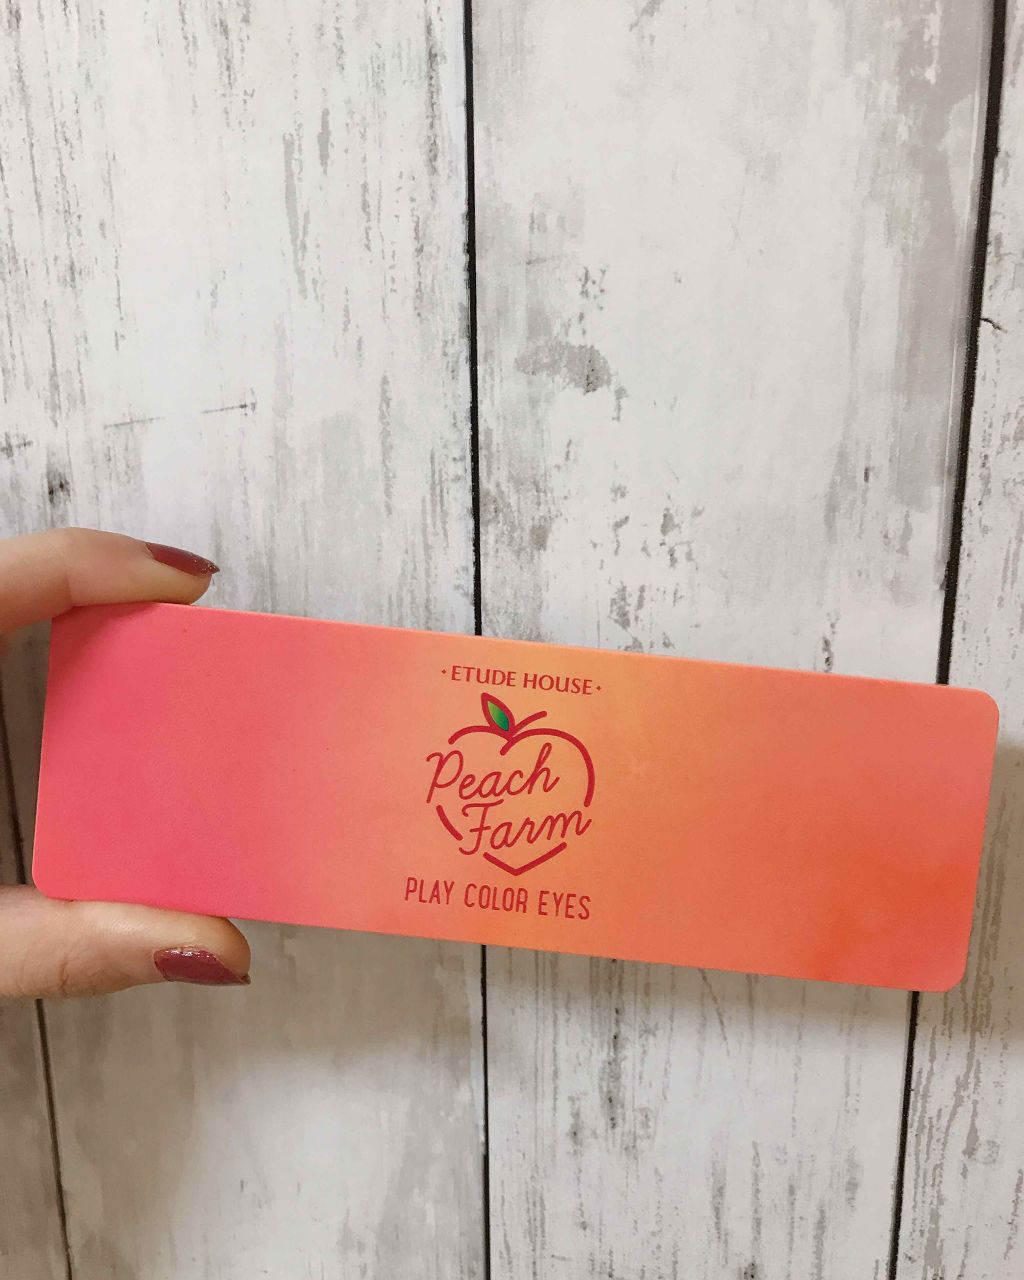 ·ETUDE HOUSE·
Peach
Farm
PLAY COLOR EYES